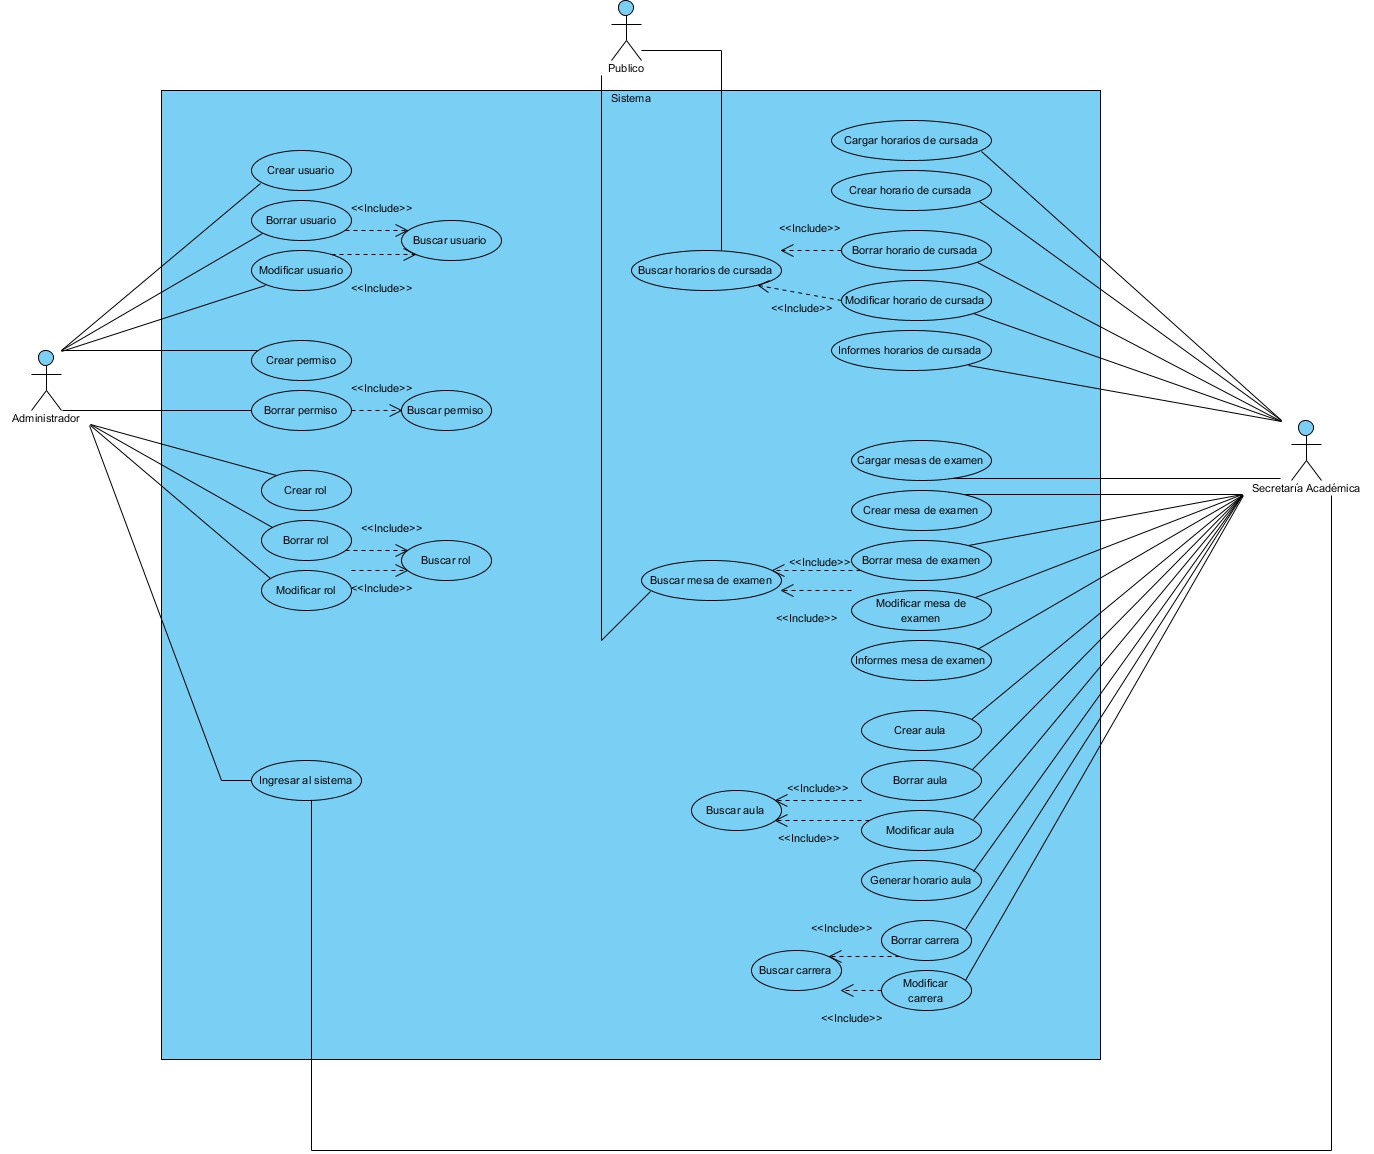 Publico
Sistema
Cargar horarios de cursada
Crear usuario
Crear horario de cursada
<<Include>>
Borrar usuario
<<Include>>
Buscar usuario
Borrar horario de cursada
Modificar usuario
Buscar horarios de cursada
<<Include>>
Modificar horario de cursada
<<Include>>
Informes horarios de cursada
Crear permiso
<<Include>>
Borrar permiso
Buscar permiso
Administrador
Cargar mesas de examen
Secretaría Académica
Crear rol
Crear mesa de examen
<<Include>>
Borrar rol
Buscar rol
<<Include>>
Borrar mesa de examen
Buscar mesa de examen
Modificar rol
<<Include>>
Modificar mesa de
examen
<<Include>>
Informes mesa de examen
Crear aula
Ingresar al sistema
Borrar aula
<<Include>>
Buscar aula
Modificar aula
<<Include>>
Generar horario aula
<<Include>>
Borrar carrera
Buscar carrera
Modificar
carrera
<<Include>>